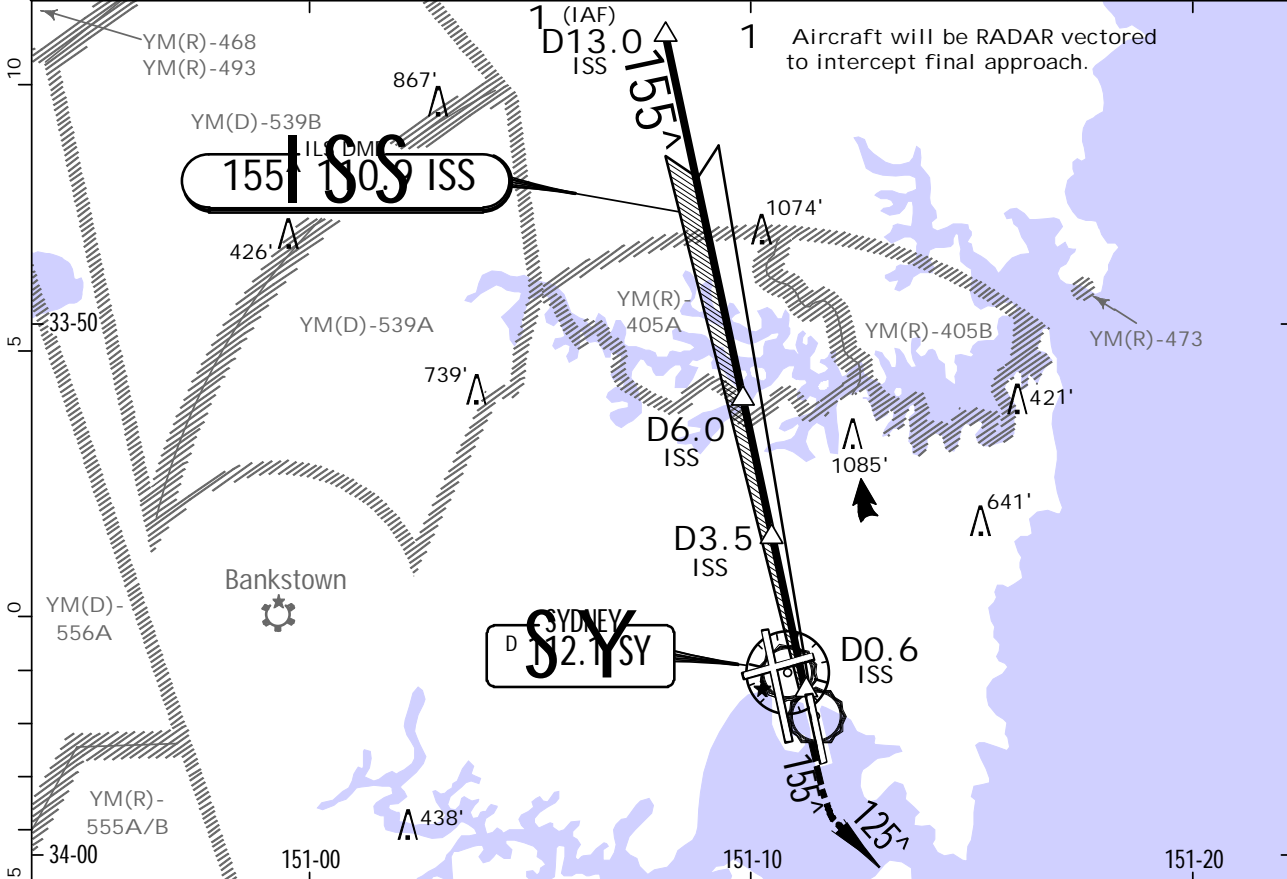 1 (IAF)
D13.0
ISS
1
Aircraft will be RADAR vectored
to intercept final approach.
YM(R)-468
YM(R)-493
10
867'
155^
YM(D)-539B
ILS DME
155^ 110.9 ISS
ISS
426'
1074'
YM(R)-
405A
YM(D)-539A
YM(R)-405B
YM(R)-473
33-50
5
739'
421'
D6.0
ISS
1085'
641'
D3.5
ISS
Bankstown
0
YM(D)-
556A
SYDNEY
D 112.1 SY
SY
D0.6
ISS
155^
125^
YM(R)-
555A/B
438'
34-00
151-00
151-10
151-20
5